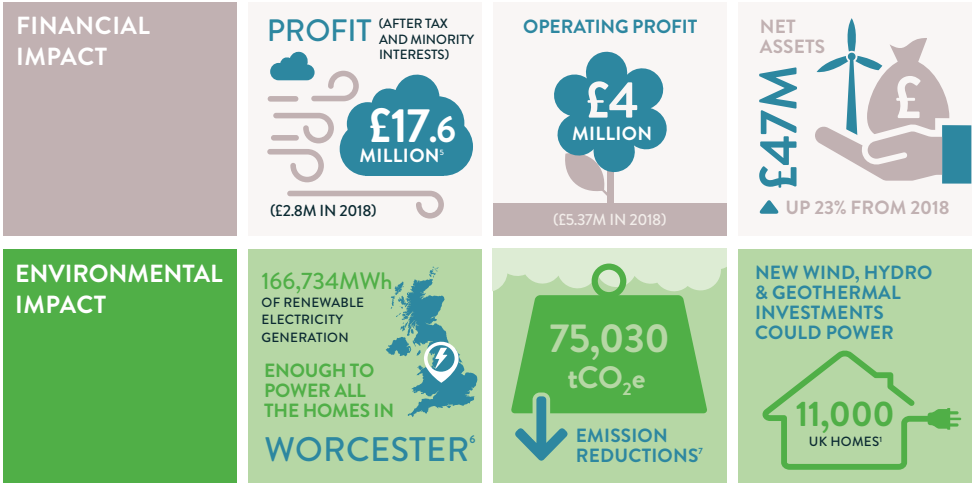 FINANCIAL
IMPACT
PROFIT (AFTER TAX
AND MINORITY
INTERESTS)
£17.6
MILLION⁵
(£2.8M IN 2018)
OPERATING PROFIT
£4
MILLION
(£5.37M IN 2018)
NET
ASSETS
£47M
£
UP 23% FROM 2018
ENVIRONMENTAL
IMPACT
166,734MWh
OF RENEWABLE
ELECTRICITY
GENERATION
ENOUGH TO
POWER ALL
THE HOMES IN
WORCESTER⁶
75,030
tCO₂e
EMISSION
REDUCTIONS⁷
NEW WIND, HYDRO
& GEOTHERMAL
INVESTMENTS
COULD POWER
11,000
UK HOMES¹